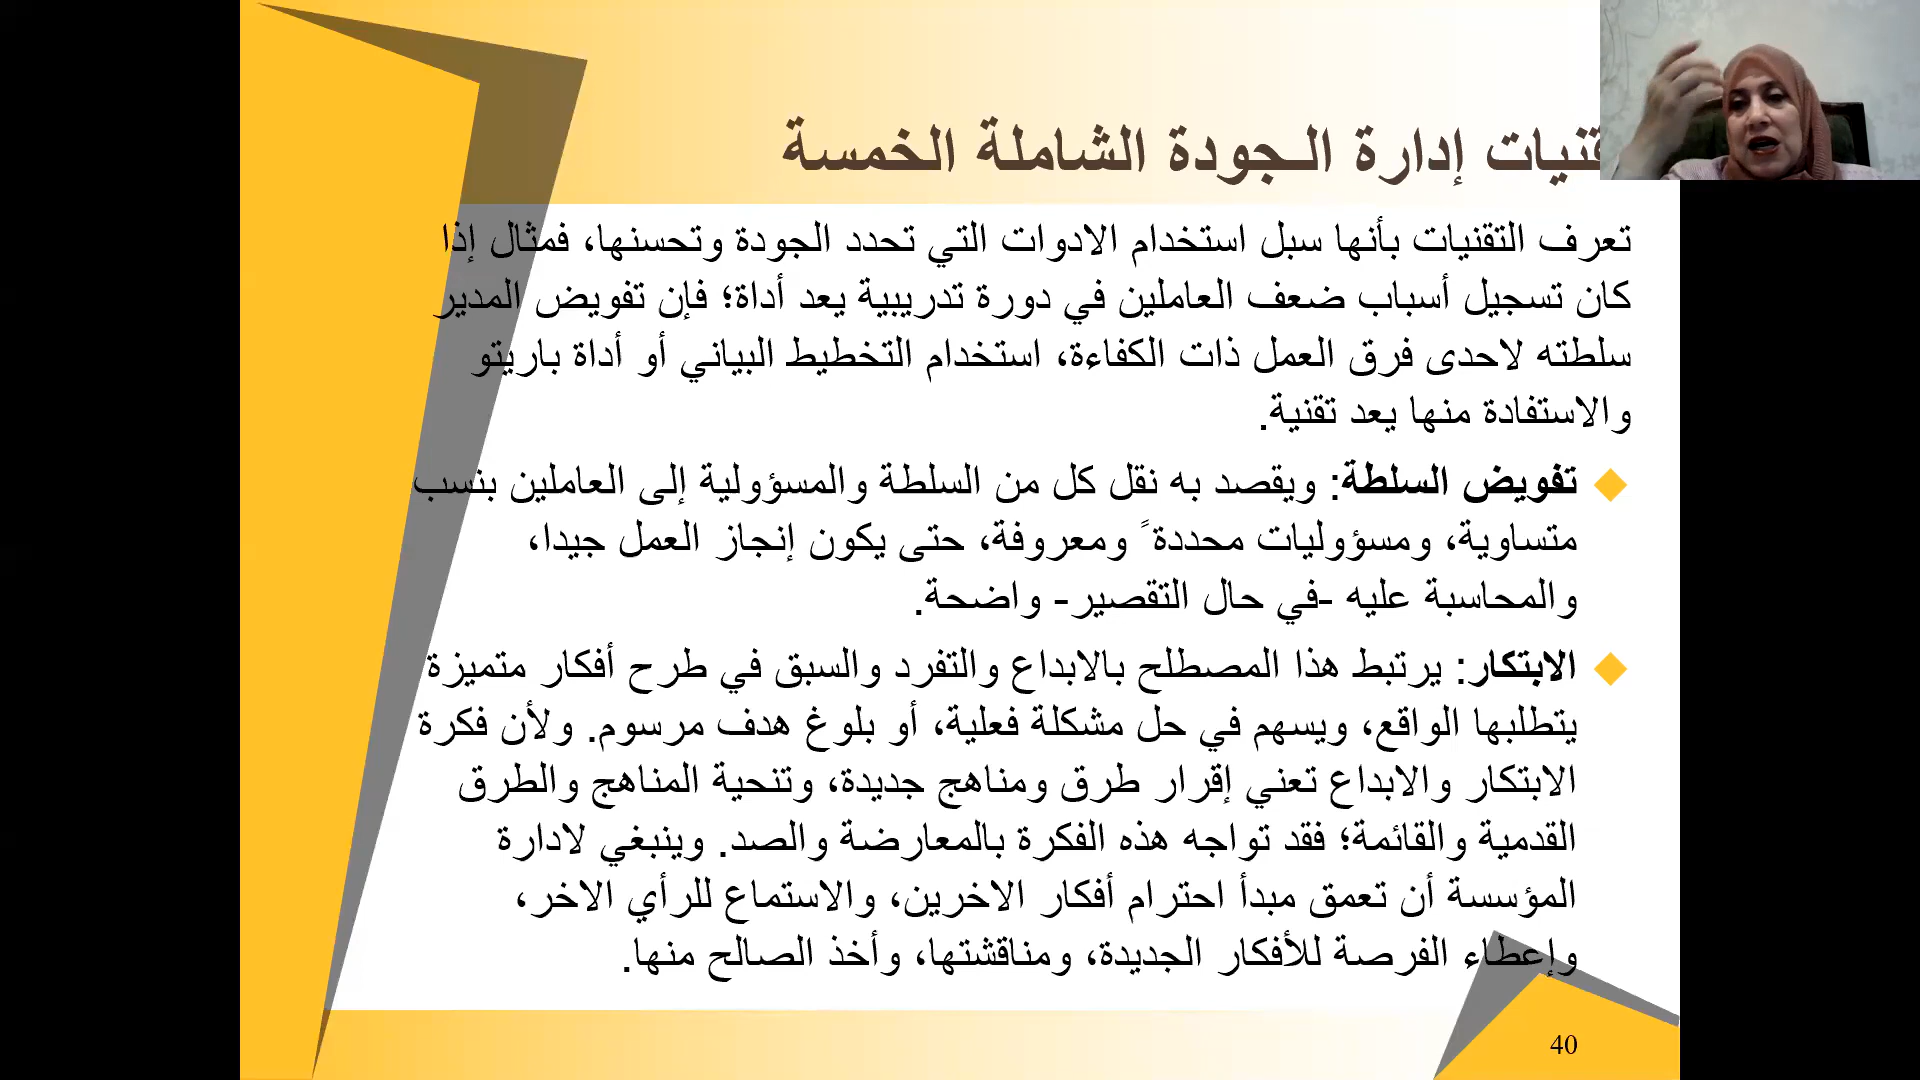 إدارة الـجودة الشاملة الخمسة
تعرف التقنيات بأنها سبل استخدام الادوات التي تحدد الجودة وتحسنها، فمثال إذا
كان تسجيل أسباب ضعف العاملين في دورة تدريبية يعد أداة؛ فإن تفويض المدير
سلطته لاحدى فرق العمل ذات الكفاءة، استخدام التخطيط البياني أو أداة باريتو
والاستفادة منها يعد تقنية.
تفويض السلطة: ويقصد به نقل كل من السلطة والمسؤولية إلى العاملين بنسب
متساوية، ومسؤوليات محددة ً ومعروفة، حتى يكون إنجاز العمل جيدا،
والمحاسبة عليه -في حال التقصير- واضحة.
الابتكار: يرتبط هذا المصطلح بالابداع والتفرد والسبق في طرح أفكار متميزة
يتطلبها الواقع، ويسهم في حل مشكلة فعلية، أو بلوغ هدف مرسوم. ولأن فكرة
الابتكار والابداع تعني إقرار طرق ومناهج جديدة، وتنحية المناهج والطرق
القدمية والقائمة؛ فقد تواجه هذه الفكرة بالمعارضة والصد. وينبغي لادارة
المؤسسة أن تعمق مبدأ احترام أفكار الاخرين، والاستماع للرأي الاخر،
وإعطاء الفرصة للأفكار الجديدة، ومناقشتها، وأخذ الصالح منها.
40